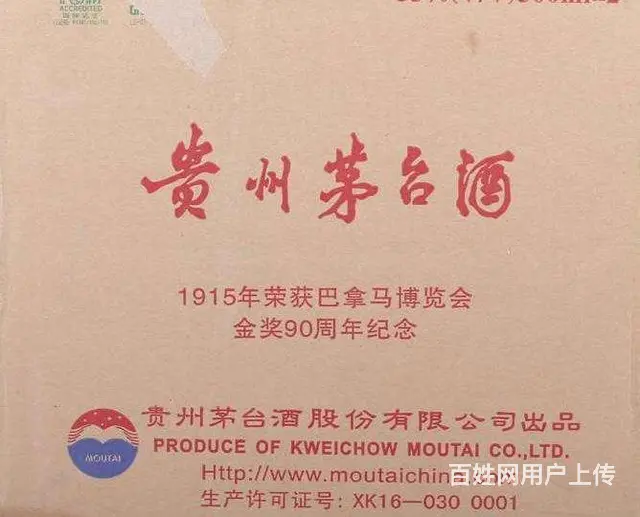 ACCREDITED
贵州茅台酒
1915年荣获巴拿马博览会
金奖90周年纪念
MOUTAI
贵州茅台酒股份有限公司出品
PRODUCE OF KWEICHOW MOUTAI CO.,LTD.
Http://www.moutaichina.com
生产许可证号: XK16—030 0001
百姓网用户上传